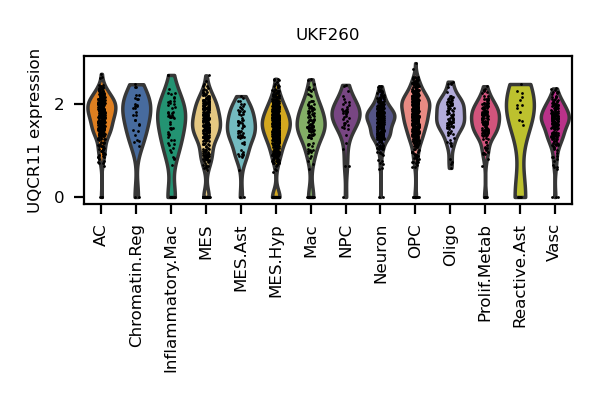 UKF260
UQCR11 expression
2
0
AC
Chromatin.Reg
Inflammatory.Mac
MES
MES.Ast
MES.Hyp
Mac
NPC
Neuron
OPC
Oligo
Prolif.Metab
Reactive.Ast
Vasc